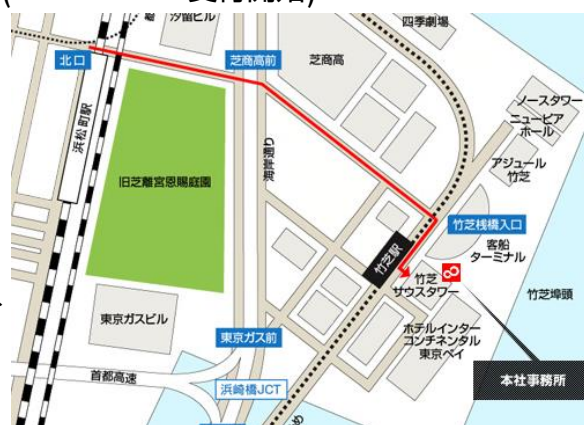 汐留ビル
四季劇場
北口
芝商高前
芝商高
ノースタワー
ニューピア
ホール
浜松町駅
海岸通り
アジュール
竹芝
旧芝離宮恩賜庭園
竹芝桟橋入口
竹芝駅
客船
ターミナル
竹芝
サウスタワー
竹芝埠頭
東京ガスビル
東京ガス前
ホテルインター
コンチネンタル
東京ベイ
首都高速
浜崎橋JCT
本社事務所